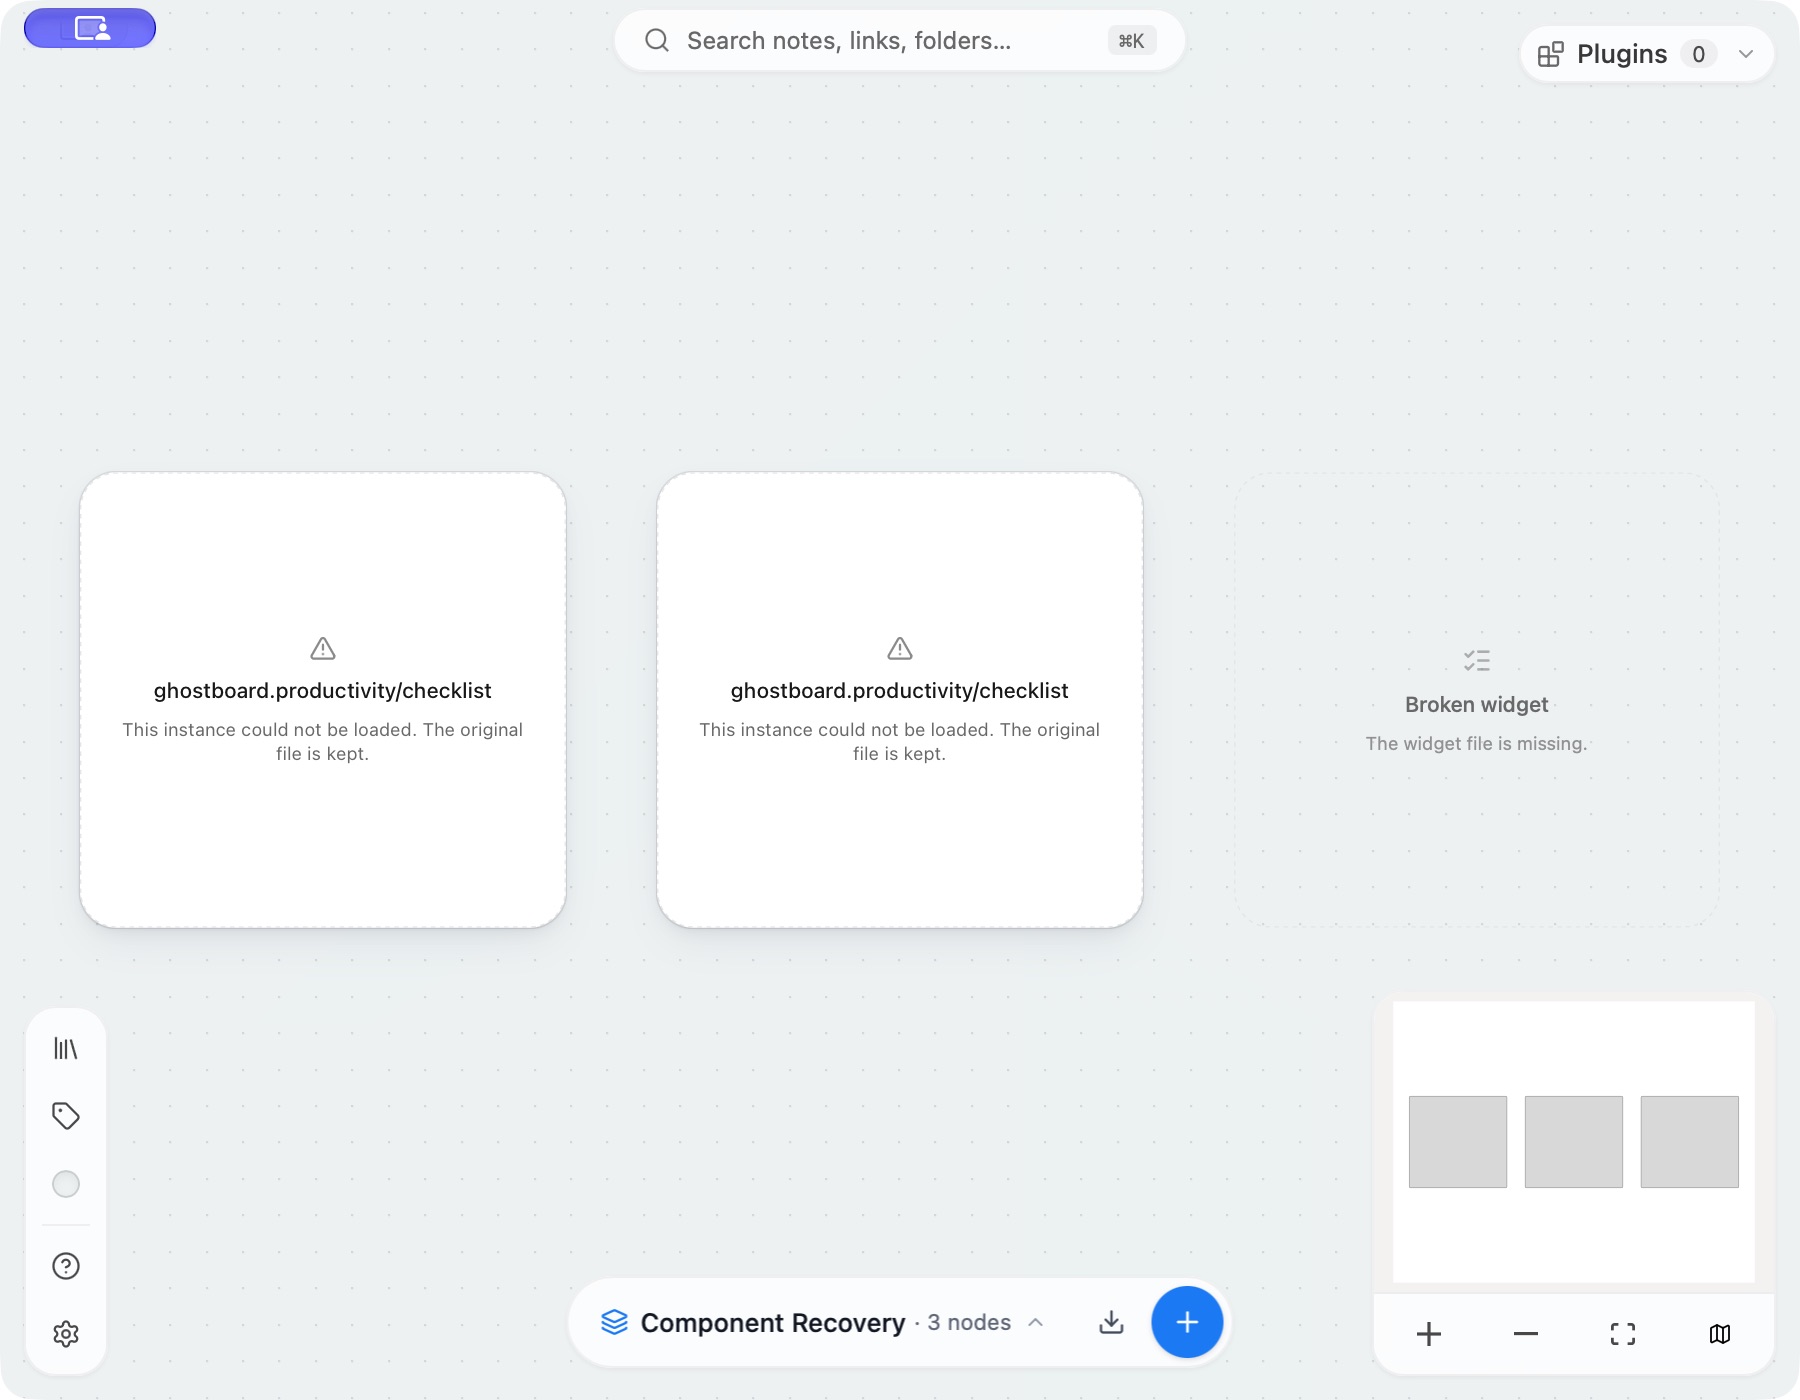 Search notes, links, folders...
⌘K
Plugins 0
ghostboard.productivity/checklist
This instance could not be loaded. The original
file is kept.
ghostboard.productivity/checklist
This instance could not be loaded. The original
file is kept.
Broken widget
The widget file is missing.
Component Recovery · 3 nodes